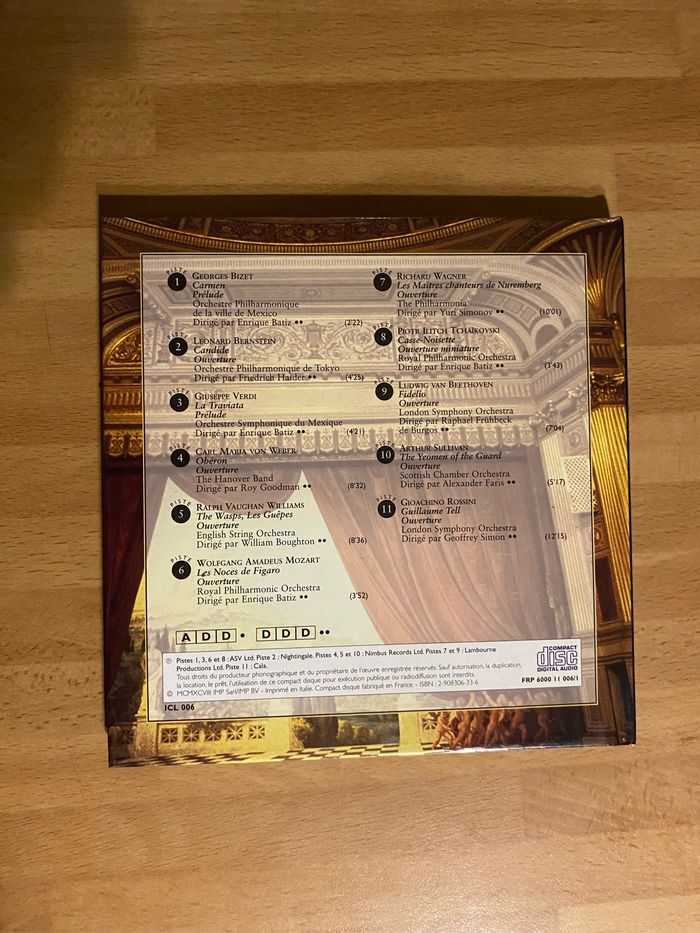 PISTE
1
GEORGES BIZET
Carmen
Prélude
Orchestre Philharmonique
de la ville de Mexico
Dirigé par Enrique Batiz •• (2'22)
PISTE
2
LEONARD BERNSTEIN
Candide
Ouverture
Orchestre Philharmonique de Tokyo
Dirigé par Friedrich Haider •• (4'25)
PISTE
3
GIUSEPPE VERDI
La Traviata
Prélude
Orchestre Symphonique du Mexique
Dirigé par Enrique Batiz •• (4'21)
PISTE
4
CARL MARIA VON WEBER
Obéron
Ouverture
The Hanover Band
Dirigé par Roy Goodman •• (8'32)
PISTE
5
RALPH VAUGHAN WILLIAMS
The Wasps, Les Guêpes
Ouverture
English String Orchestra
Dirigé par William Boughton •• (8'36)
PISTE
6
WOLFGANG AMADEUS MOZART
Les Noces de Figaro
Ouverture
Royal Philharmonic Orchestra
Dirigé par Enrique Batiz •• (3'52)
PISTE
7
RICHARD WAGNER
Les Maîtres chanteurs de Nuremberg
Ouverture
The Philharmonia
Dirigé par Yuri Simonov •• (10'01)
PISTE
8
PIOTR ILITCH TCHAIKOVSKI
Casse-Noisette
Ouverture miniature
Royal Philharmonic Orchestra
Dirigé par Enrique Batiz •• (3'43)
PISTE
9
LUDWIG VAN BEETHOVEN
Fidelio
Ouverture
London Symphony Orchestra
Dirigé par Raphael Frühbeck
de Burgos •• (7'04)
PISTE
10
ARTHUR SULLIVAN
The Yeomen of the Guard
Ouverture
Scottish Chamber Orchestra
Dirigé par Alexander Faris •• (5'17)
PISTE
11
GIOACHINO ROSSINI
Guillaume Tell
Ouverture
London Symphony Orchestra
Dirigé par Geoffrey Simon •• (12'15)
ADD • DDD ••
℗ Pistes 1, 3, 6 et 8 : ASV Ltd. Piste 2 : Nightingale. Pistes 4, 5 et 10 : Nimbus Records Ltd. Pistes 7 et 9 : Lambourne
Productions Ltd. Piste 11 : Cala.
Tous droits du producteur phonographique et du propriétaire de l'œuvre enregistrée réservés. Sauf autorisation, la duplication,
la location, le prêt, l'utilisation de ce compact disque pour exécution publique ou radiodiffusion sont interdits.
© MCMXCVIII IMP Sarl/IMP BV - Imprimé en Italie. Compact disque fabriqué en France. - ISBN : 2-908306-33-6
COMPACT
disc
DIGITAL AUDIO
FRP 6000 11 006/1
ICL 006